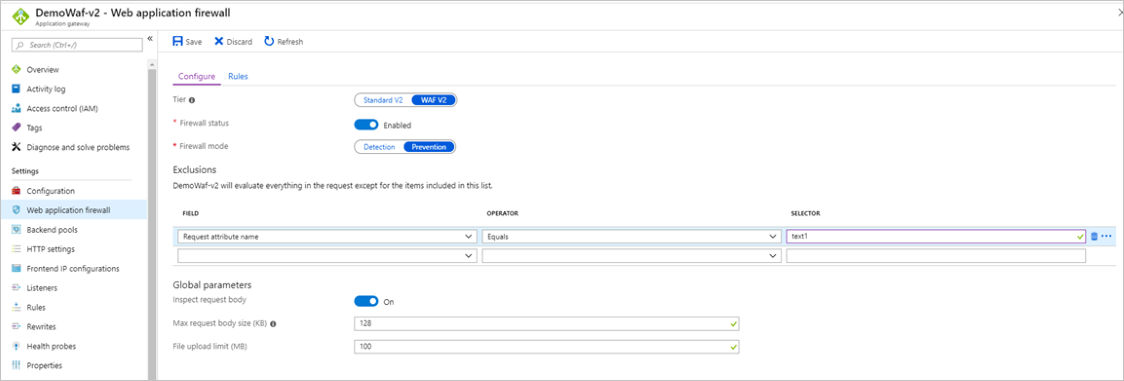 DemoWaf-v2 - Web application firewall
Application gateway
Search (Ctrl+/)
Overview
Activity log
Access control (IAM)
Tags
Diagnose and solve problems
Settings
Configuration
Web application firewall
Backend pools
HTTP settings
Frontend IP configurations
Listeners
Rules
Rewrites
Health probes
Properties
Save Discard Refresh
Configure Rules
Tier Standard V2 WAF V2
* Firewall status Enabled
* Firewall mode Detection Prevention
Exclusions
DemoWaf-v2 will evaluate everything in the request except for the items included in this list.
FIELD OPERATOR SELECTOR
Request attribute name Equals text1
Global parameters
Inspect request body On
Max request body size (KB) 128
File upload limit (MB) 100